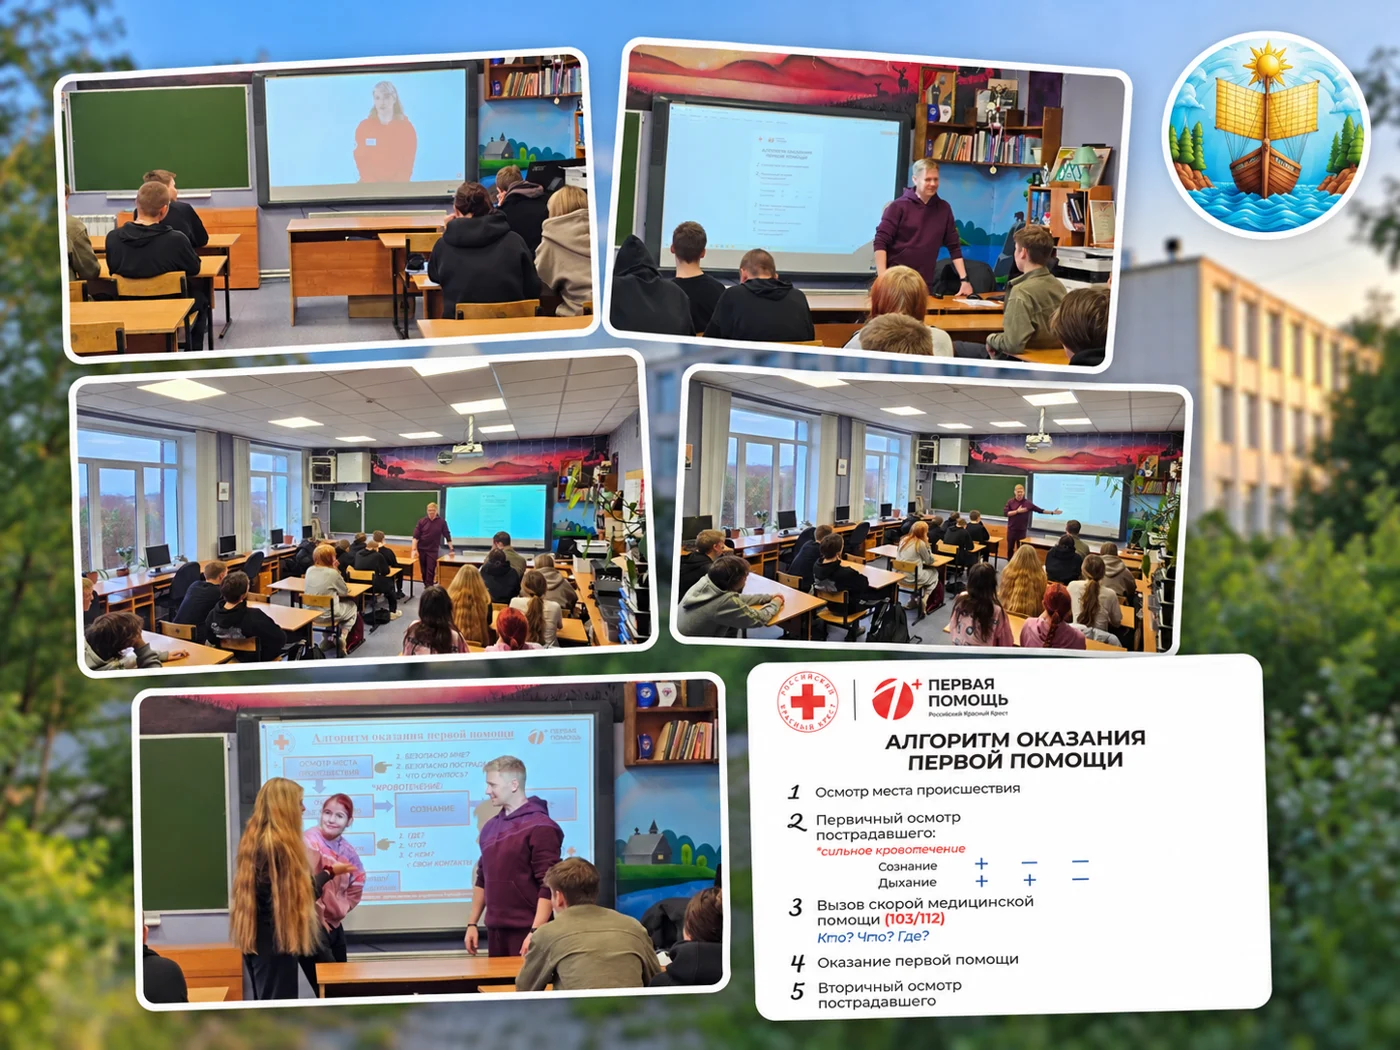 Алгоритм оказания первой помощи
ПЕРВАЯ
ПОМОЩЬ
ОСМОТР МЕСТА
ПРОИСШЕСТВИЯ
1. БЕЗОПАСНО МНЕ?
2. БЕЗОПАСНО ПОСТРАДА
3. ЧТО СЛУЧИЛОСЬ?
*КРОВОТЕЧЕНИЕ:
СОЗНАНИЕ
1. ГДЕ?
2. ЧТО?
3. С КЕМ?
РОССИЙСКИЙ
КРАСНЫЙ КРЕСТ
ПЕРВАЯ
ПОМОЩЬ
Российский Красный Крест
АЛГОРИТМ ОКАЗАНИЯ
ПЕРВОЙ ПОМОЩИ
1 Осмотр места происшествия
2 Первичный осмотр
пострадавшего:
*сильное кровотечение
Сознание + − −
Дыхание + + −
3 Вызов скорой медицинской
помощи (103/112)
Кто? Что? Где?
4 Оказание первой помощи
5 Вторичный осмотр
пострадавшего